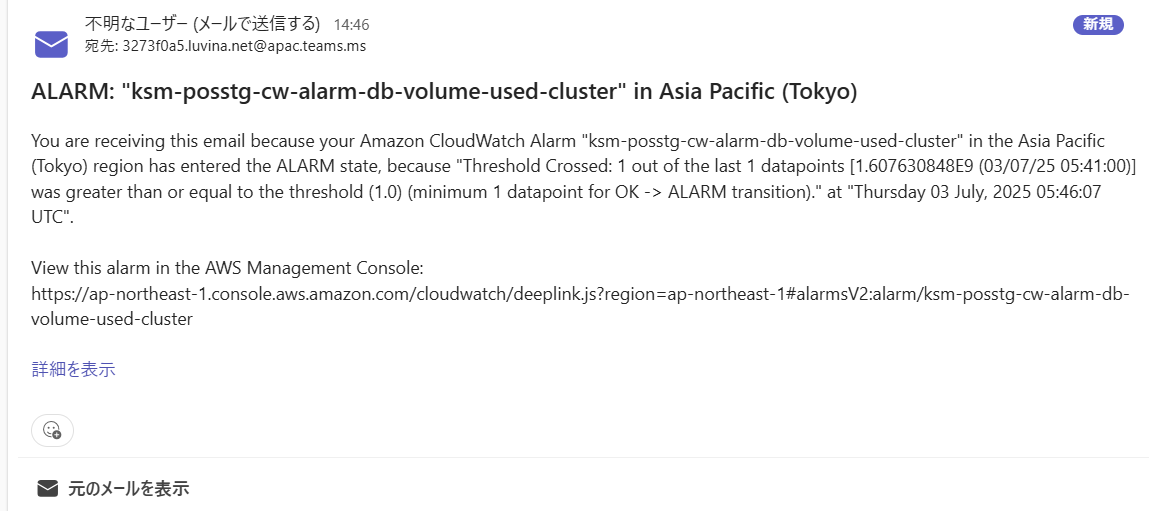 不明なユーザー (メールで送信する) 14:46
新規
宛先: 3273f0a5.luvina.net@apac.teams.ms
ALARM: "ksm-posstg-cw-alarm-db-volume-used-cluster" in Asia Pacific (Tokyo)
You are receiving this email because your Amazon CloudWatch Alarm "ksm-posstg-cw-alarm-db-volume-used-cluster" in the Asia Pacific
(Tokyo) region has entered the ALARM state, because "Threshold Crossed: 1 out of the last 1 datapoints [1.607630848E9 (03/07/25 05:41:00)]
was greater than or equal to the threshold (1.0) (minimum 1 datapoint for OK -> ALARM transition)." at "Thursday 03 July, 2025 05:46:07
UTC".
View this alarm in the AWS Management Console:
https://ap-northeast-1.console.aws.amazon.com/cloudwatch/deeplink.js?region=ap-northeast-1#alarmsV2:alarm/ksm-posstg-cw-alarm-db-
volume-used-cluster
詳細を表示
元のメールを表示